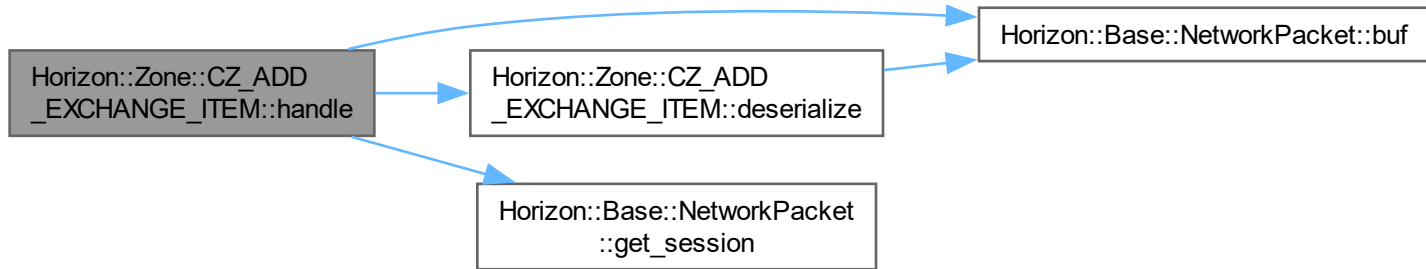 Horizon::Zone::CZ_ADD
_EXCHANGE_ITEM::handle
Horizon::Zone::CZ_ADD
_EXCHANGE_ITEM::deserialize
Horizon::Base::NetworkPacket::buf
Horizon::Base::NetworkPacket
::get_session